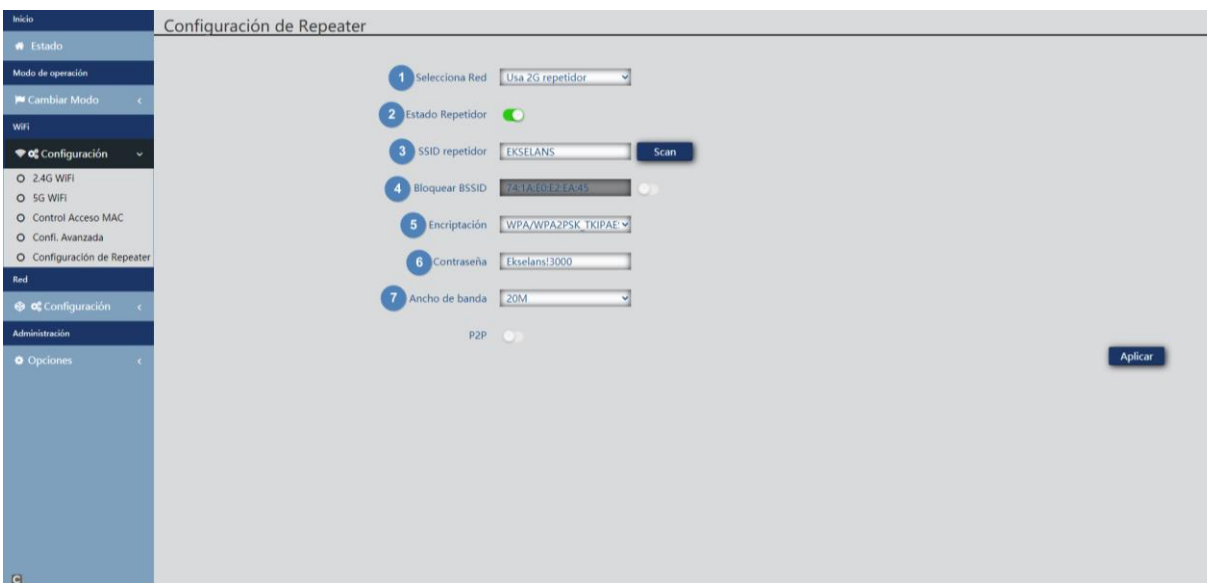 Inicio
Estado
Modo de operación
Cambiar Modo
WiFi
Configuración
2.4G WiFi
5G WiFi
Control Acceso MAC
Confi. Avanzada
Configuración de Repeater
Red
Configuración
Administración
Opciones
Configuración de Repeater
1 Selecciona Red Usa 2G repetidor
2 Estado Repetidor
3 SSID repetidor EKSELANS Scan
4 Bloquear BSSID 74:1A:E0:E2:EA:45
5 Encriptación WPA/WPA2PSK_TKIPAE
6 Contraseña Ekselans!3000
7 Ancho de banda 20M
P2P
Aplicar